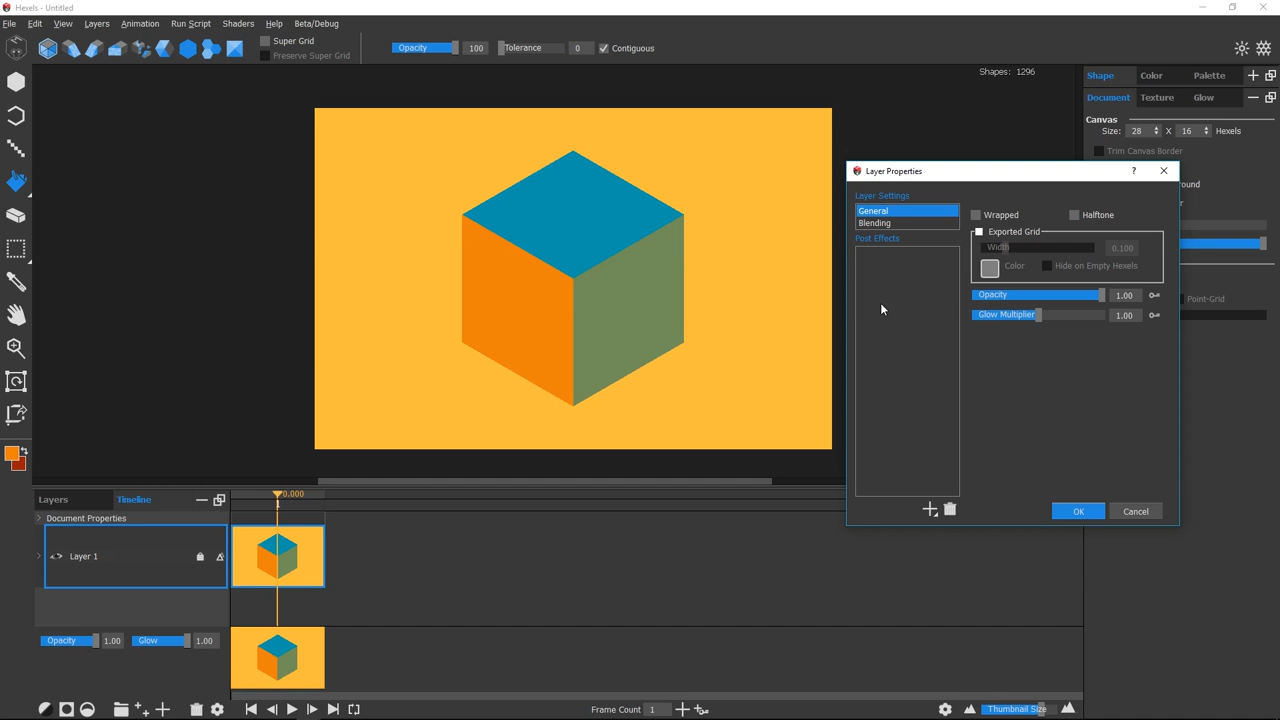 Hexels - Untitled
File Edit View Layers Animation Run Script Shaders Help Beta/Debug
Super Grid
Preserve Super Grid
Opacity 100 Tolerance 0 Contiguous
Shapes: 1296
Shape Color Palette
Document Texture Glow
Canvas
Size: 28 X 16 Hexels
Trim Canvas Border
Layer Properties ?
Layer Settings
General
Blending
Post Effects
Wrapped Halftone
Exported Grid
Width 0.100
Color Hide on Empty Hexels
Opacity 1.00
Glow Multiplier 1.00
OK Cancel
Point-Grid
Layers Timeline
0.000
1
Document Properties
Layer 1
Opacity 1.00 Glow 1.00
Frame Count 1
Thumbnail Size